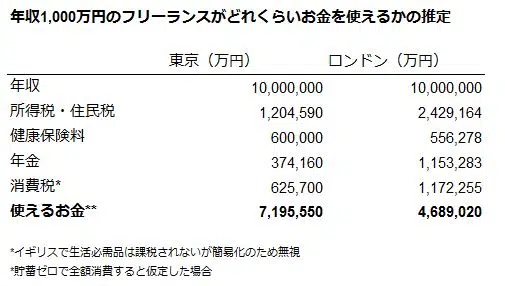 年収1,000万円のフリーランスがどれくらいお金を使えるかの推定
東京（万円） ロンドン（万円）
年収 10,000,000 10,000,000
所得税・住民税 1,204,590 2,429,164
健康保険料 600,000 556,278
年金 374,160 1,153,283
消費税* 625,700 1,172,255
使えるお金** 7,195,550 4,689,020
*イギリスで生活必需品は課税されないが簡易化のため無視
*貯蓄ゼロで全額消費すると仮定した場合